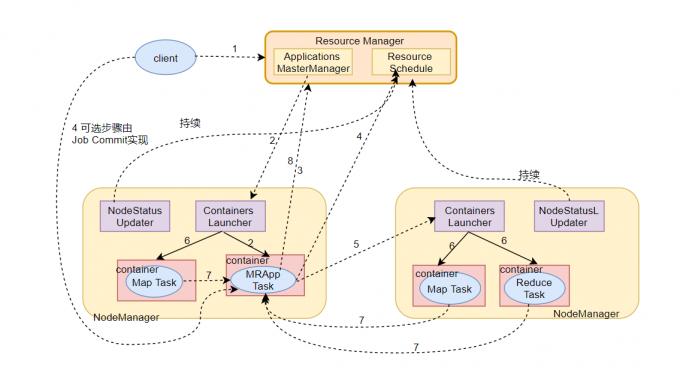 Resource Manager
client
1
Applications
MasterManager
Resource
Schedule
4 可选步骤由
Job Commit实现
持续
2
8
3
4
持续
NodeStatus
Updater
Containers
Launcher
6
2
5
container
Map Task
7
container
MRApp
Task
NodeManager
Containers
Launcher
NodeStatusL
Updater
6
6
container
Map Task
container
Reduce
Task
NodeManager
7
7